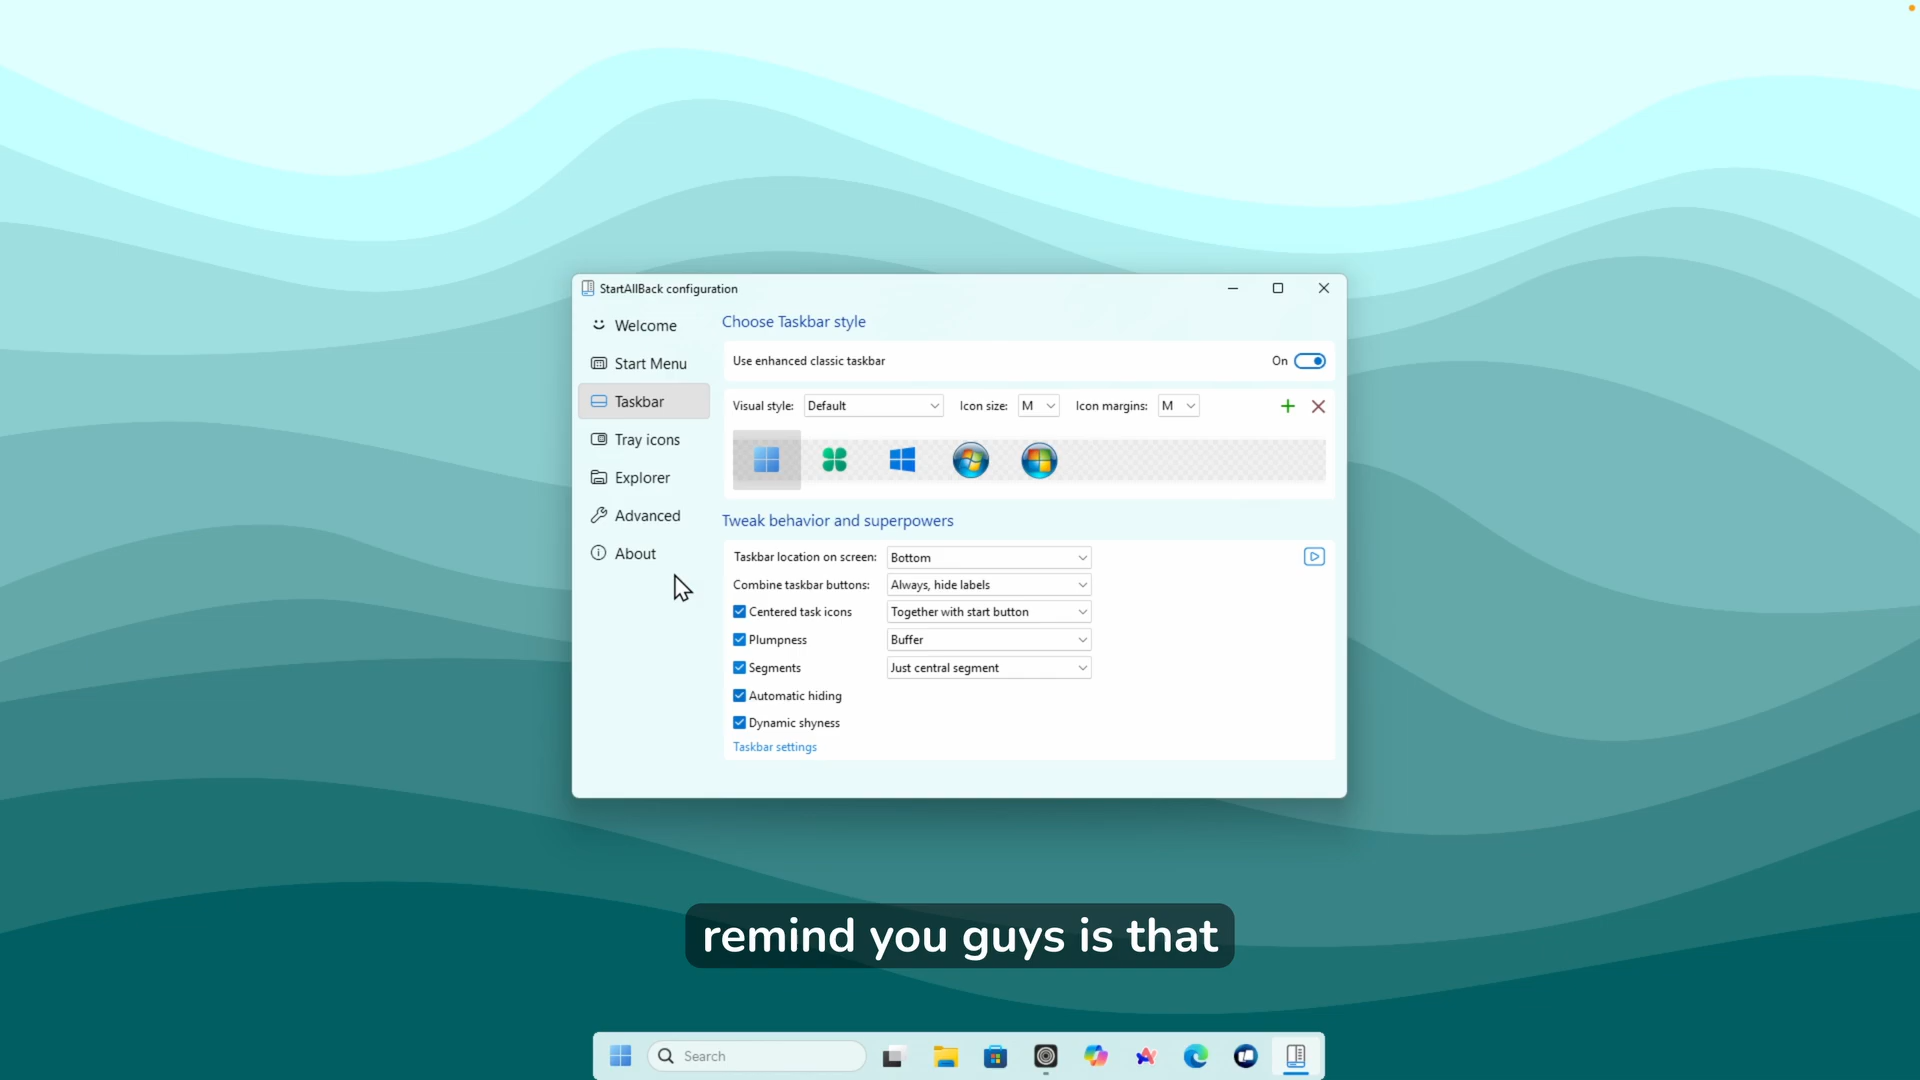 StartAllBack configuration
Welcome
Start Menu
Taskbar
Tray icons
Explorer
Advanced
About
Choose Taskbar style
Use enhanced classic taskbar On
Visual style: Default Icon size: M Icon margins: M
Tweak behavior and superpowers
Taskbar location on screen: Bottom
Combine taskbar buttons: Always, hide labels
Centered task icons Together with start button
Plumpness Buffer
Segments Just central segment
Automatic hiding
Dynamic shyness
Taskbar settings
remind you guys is that
Search